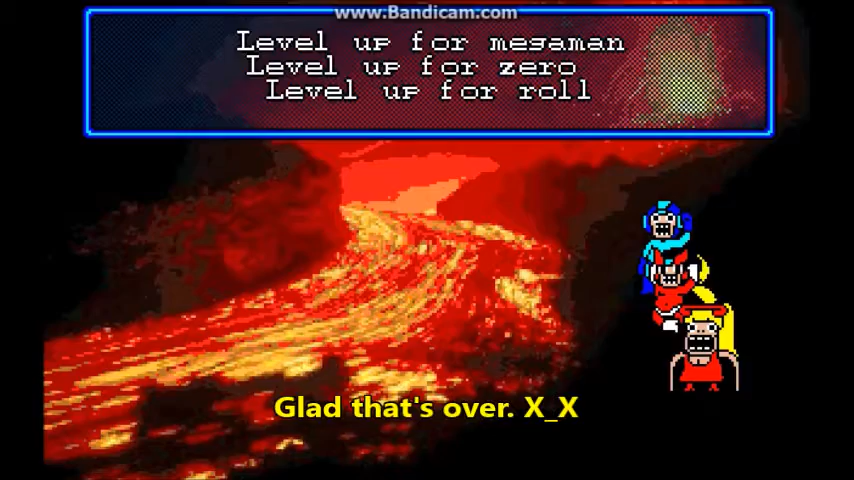 www.Bandicam.com
Level up for megaman
Level up for zero
Level up for roll
Glad that's over. X_X